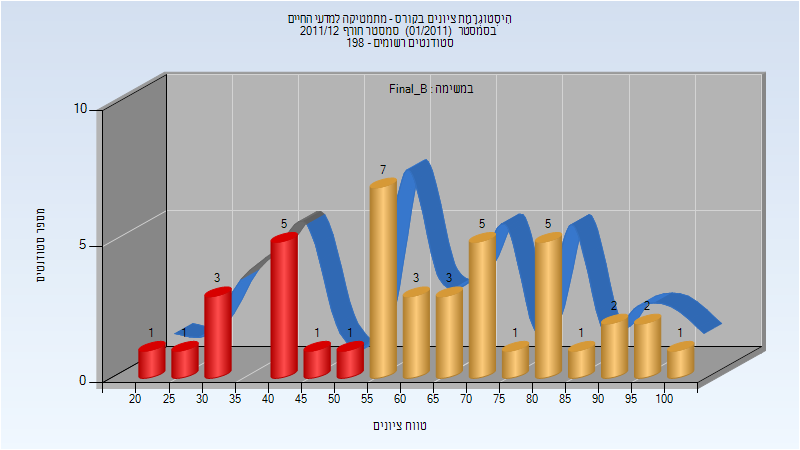 היסטוגרמת ציונים בקורס - מתמטיקה למדעי החיים
בסמסטר (01/2011) סמסטר חורף 2011/12
סטודנטים רשומים - 198
במשימה : Final_B
10
5
0
מספר סטודנטים
1 1 3 5 1 1 7 3 3 5 1 5 1 2 2 1
20 25 30 35 40 45 50 55 60 65 70 75 80 85 90 95 100
טווח ציונים